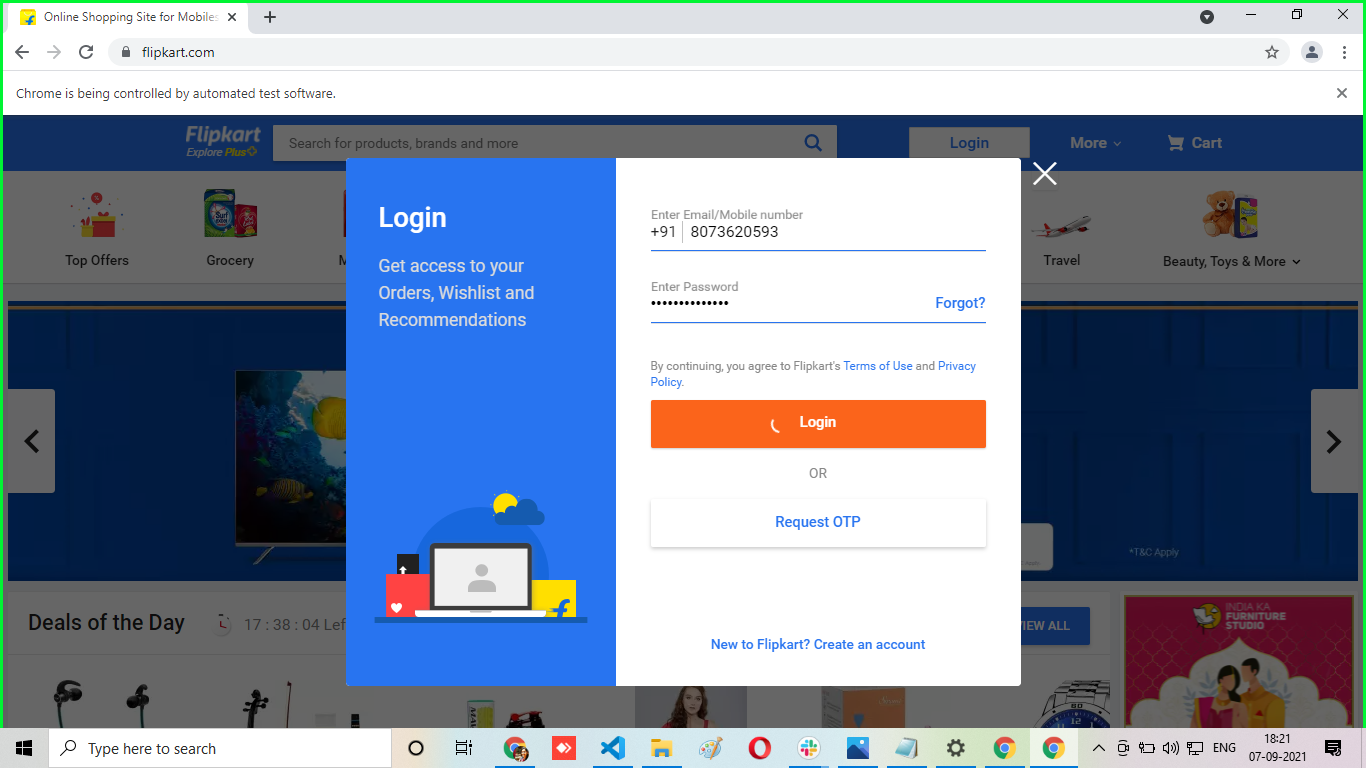 Online Shopping Site for Mobiles
flipkart.com
Chrome is being controlled by automated test software.
Flipkart
Explore Plus
Search for products, brands and more
Login
More
Cart
Top Offers
Grocery
M
Travel
Beauty, Toys & More
Login
Get access to your
Orders, Wishlist and
Recommendations
Enter Email/Mobile number
+91 8073620593
Enter Password
••••••••••••••
Forgot?
By continuing, you agree to Flipkart's Terms of Use and Privacy
Policy.
Login
OR
Request OTP
New to Flipkart? Create an account
*T&C Apply
Deals of the Day
17 : 38 : 04 Lef
VIEW ALL
INDIA KA
FURNITURE
STUDIO
Type here to search
ENG
18:21
07-09-2021